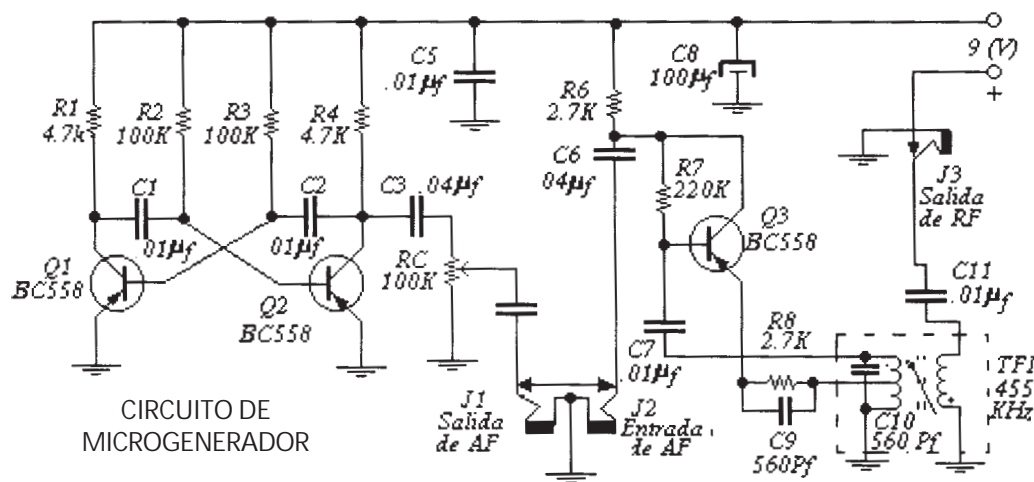 9 (V)
+
R1
4.7k
R2
100K
R3
100K
R4
4.7K
C5
.01µf
R6
2.7K
C8
100µf
C1
.01µf
C2
.01µf
C3
.04µf
C6
.04µf
R7
220K
Q3
BC558
J3
Salida
de RF
Q1
BC558
Q2
BC558
RC
100K
C11
.01µf
C7
.01µf
R8
2.7K
TF1
455
KHz
J1
Salida
de AF
J2
Entrada
de AF
C9
560Pf
C10
560 Pf
CIRCUITO DE
MICROGENERADOR